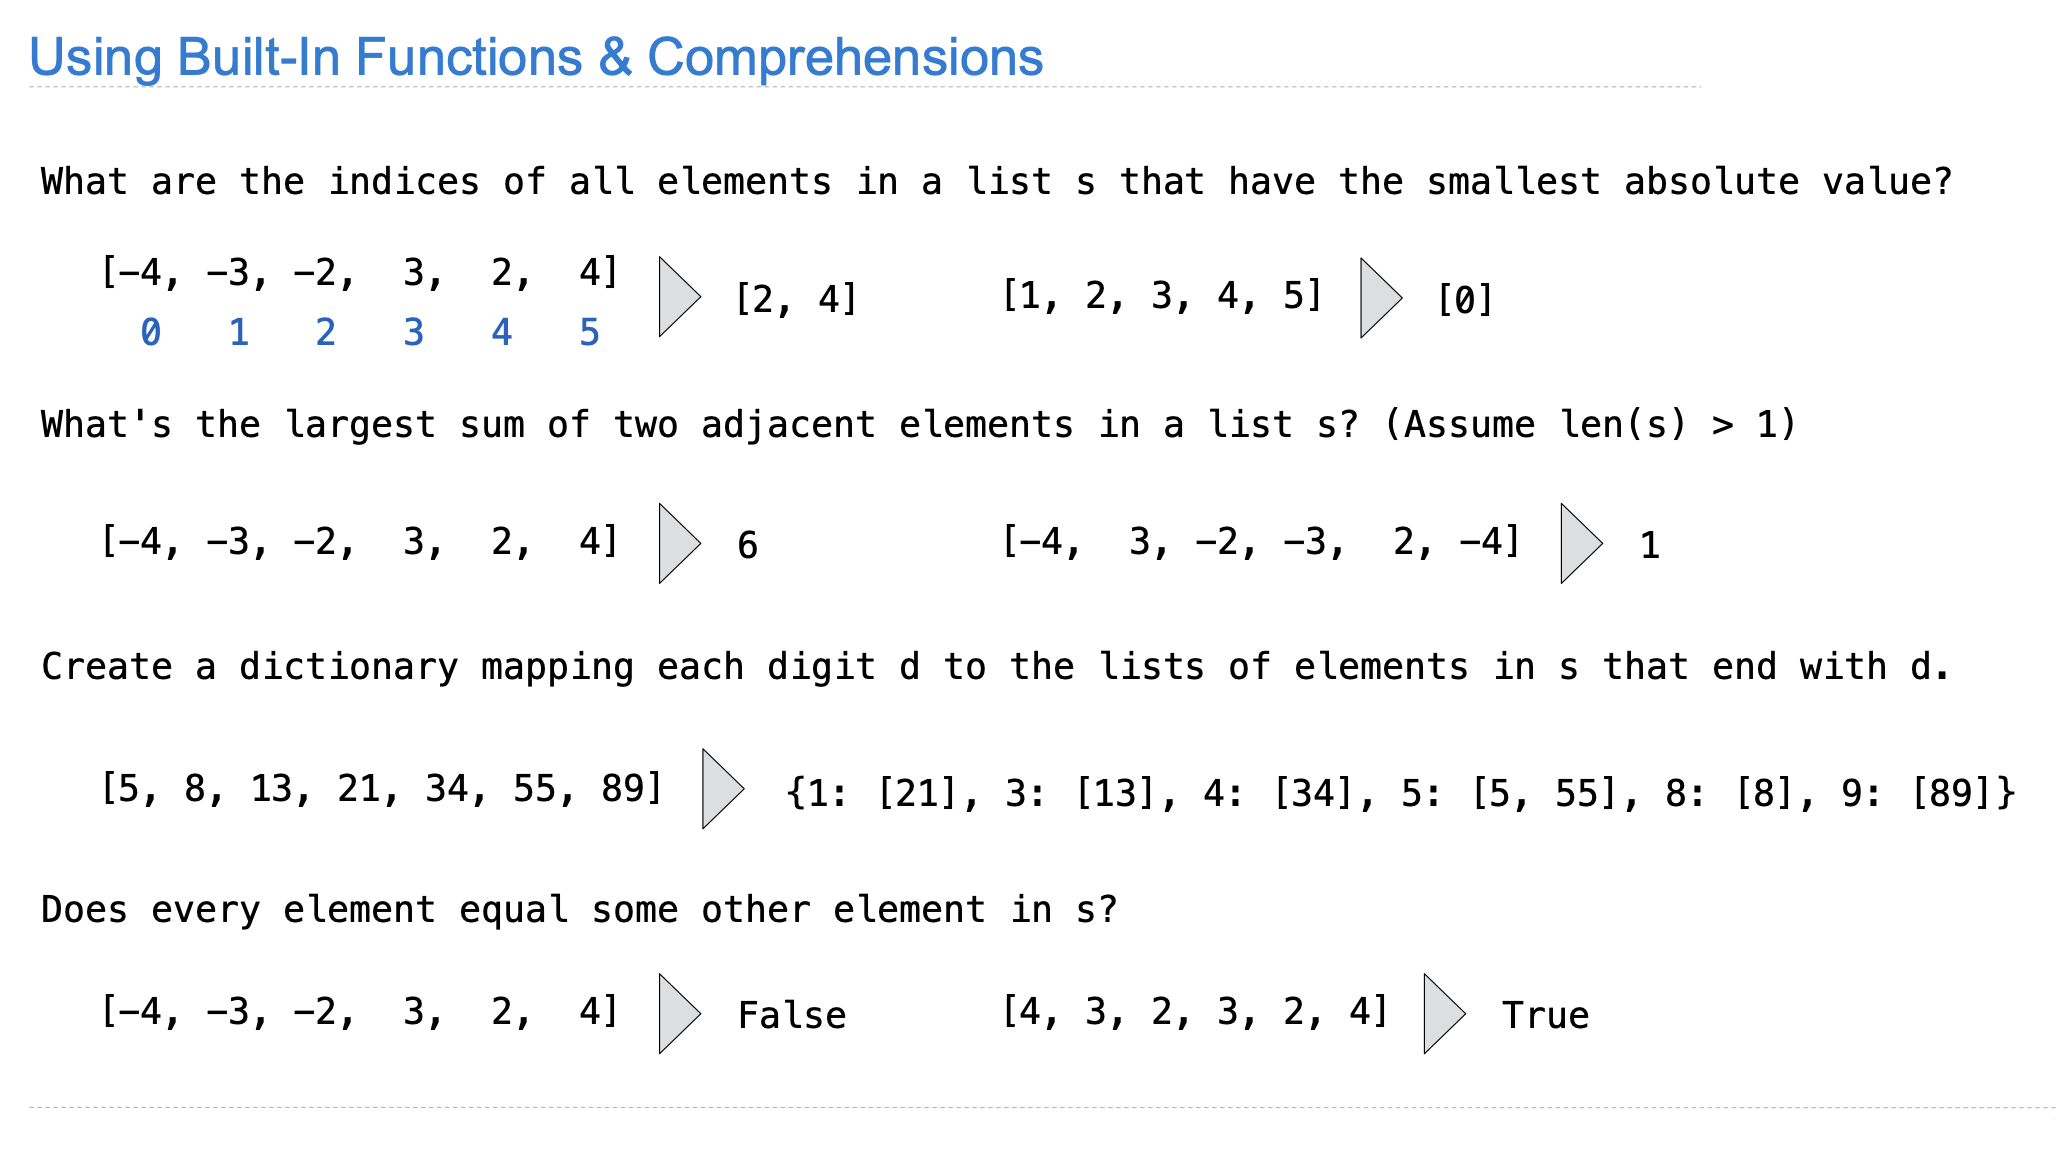 Using Built-In Functions & Comprehensions
What are the indices of all elements in a list s that have the smallest absolute value?
[-4, -3, -2,  3,  2,  4] [2, 4] [1, 2, 3, 4, 5] [0]
0 1 2 3 4 5
What's the largest sum of two adjacent elements in a list s? (Assume len(s) > 1)
[-4, -3, -2,  3,  2,  4] 6 [-4,  3, -2, -3,  2, -4] 1
Create a dictionary mapping each digit d to the lists of elements in s that end with d.
[5, 8, 13, 21, 34, 55, 89] {1: [21], 3: [13], 4: [34], 5: [5, 55], 8: [8], 9: [89]}
Does every element equal some other element in s?
[-4, -3, -2,  3,  2,  4] False [4, 3, 2, 3, 2, 4] True